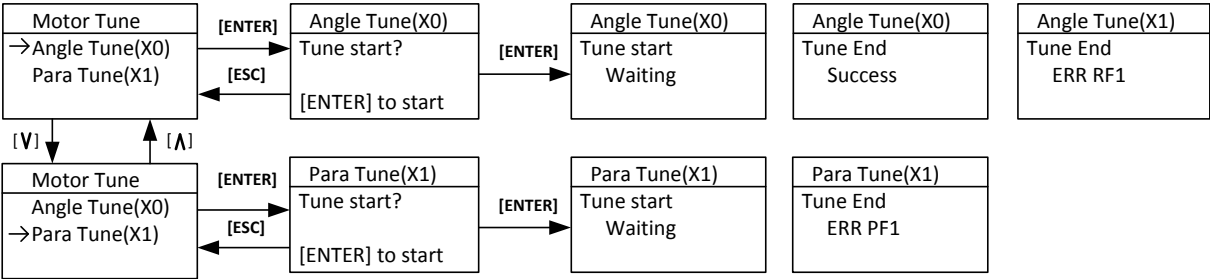 Motor Tune
→Angle Tune(X0)
Para Tune(X1)
[ENTER]
[ESC]
Angle Tune(X0)
Tune start?
[ENTER] to start
[ENTER]
Angle Tune(X0)
Tune start
Waiting
Angle Tune(X0)
Tune End
Success
Angle Tune(X1)
Tune End
ERR RF1
[∨]
[∧]
Motor Tune
Angle Tune(X0)
→Para Tune(X1)
[ENTER]
[ESC]
Para Tune(X1)
Tune start?
[ENTER] to start
[ENTER]
Para Tune(X1)
Tune start
Waiting
Para Tune(X1)
Tune End
ERR PF1